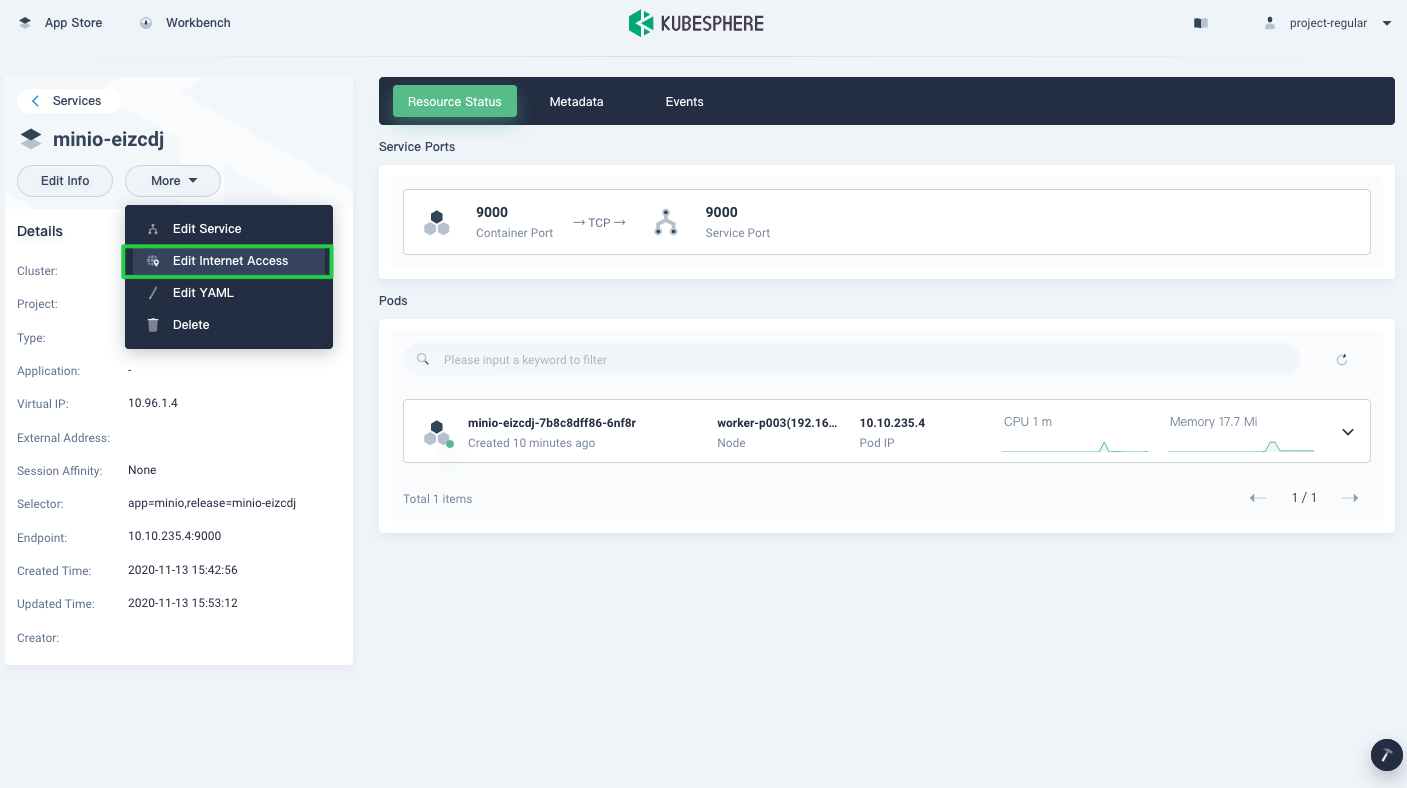 App Store
Workbench
KUBESPHERE
project-regular
Services
minio-eizcdj
Edit Info
More
Edit Service
Edit Internet Access
Edit YAML
Delete
Details
Cluster:
Project:
Type:
Application: -
Virtual IP: 10.96.1.4
External Address:
Session Affinity: None
Selector: app=minio,release=minio-eizcdj
Endpoint: 10.10.235.4:9000
Created Time: 2020-11-13 15:42:56
Updated Time: 2020-11-13 15:53:12
Creator:
Resource Status
Metadata
Events
Service Ports
9000
Container Port
→ TCP →
9000
Service Port
Pods
Please input a keyword to filter
minio-eizcdj-7b8c8dff86-6nf8r
Created 10 minutes ago
worker-p003(192.16...
Node
10.10.235.4
Pod IP
CPU 1 m
Memory 17.7 Mi
Total 1 items
1 / 1